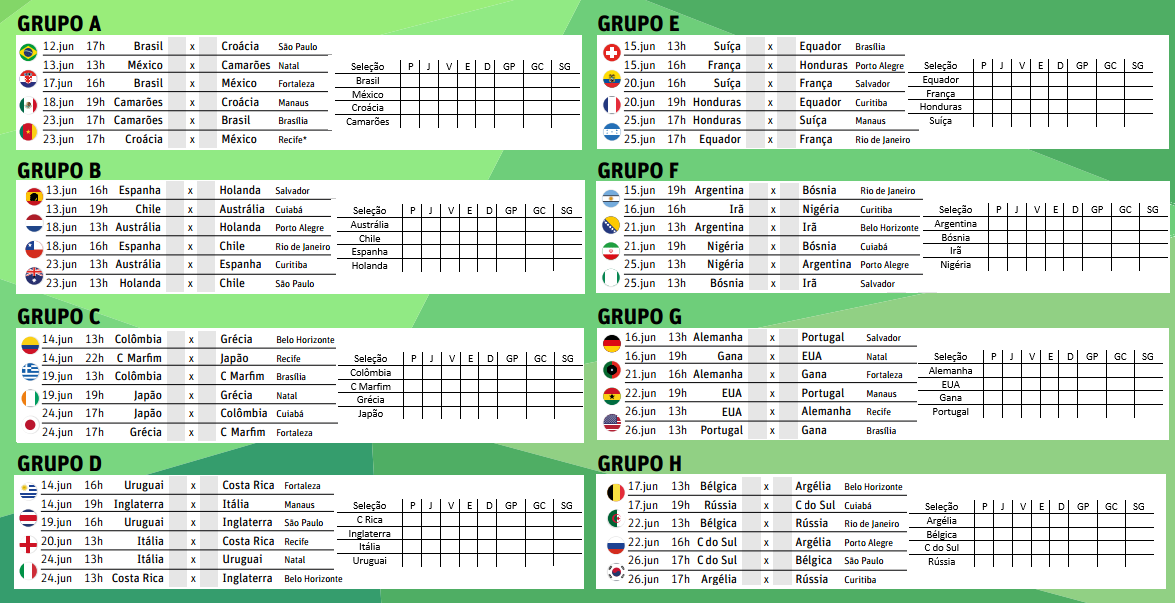 GRUPO A
12.jun 17h Brasil x Croácia São Paulo
13.jun 13h México x Camarões Natal
17.jun 16h Brasil x México Fortaleza
18.jun 19h Camarões x Croácia Manaus
23.jun 17h Camarões x Brasil Brasília
23.jun 17h Croácia x México Recife*
Seleção P J V E D GP GC SG
Brasil
México
Croácia
Camarões
GRUPO B
13.jun 16h Espanha x Holanda Salvador
13.jun 19h Chile x Austrália Cuiabá
18.jun 13h Austrália x Holanda Porto Alegre
18.jun 16h Espanha x Chile Rio de Janeiro
23.jun 13h Austrália x Espanha Curitiba
23.jun 13h Holanda x Chile São Paulo
Seleção P J V E D GP GC SG
Austrália
Chile
Espanha
Holanda
GRUPO C
14.jun 13h Colômbia x Grécia Belo Horizonte
14.jun 22h C Marfim x Japão Recife
19.jun 13h Colômbia x C Marfim Brasília
19.jun 19h Japão x Grécia Natal
24.jun 17h Japão x Colômbia Cuiabá
24.jun 17h Grécia x C Marfim Fortaleza
Seleção P J V E D GP GC SG
Colômbia
C Marfim
Grécia
Japão
GRUPO D
14.jun 16h Uruguai x Costa Rica Fortaleza
14.jun 19h Inglaterra x Itália Manaus
19.jun 16h Uruguai x Inglaterra São Paulo
20.jun 13h Itália x Costa Rica Recife
24.jun 13h Itália x Uruguai Natal
24.jun 13h Costa Rica x Inglaterra Belo Horizonte
Seleção P J V E D GP GC SG
C Rica
Inglaterra
Itália
Uruguai
GRUPO E
15.jun 13h Suíça x Equador Brasília
15.jun 16h França x Honduras Porto Alegre
20.jun 16h Suíça x França Salvador
20.jun 19h Honduras x Equador Curitiba
25.jun 17h Honduras x Suíça Manaus
25.jun 17h Equador x França Rio de Janeiro
Seleção P J V E D GP GC SG
Equador
França
Honduras
Suíça
GRUPO F
15.jun 19h Argentina x Bósnia Rio de Janeiro
16.jun 16h Irã x Nigéria Curitiba
21.jun 13h Argentina x Irã Belo Horizonte
21.jun 19h Nigéria x Bósnia Cuiabá
25.jun 13h Nigéria x Argentina Porto Alegre
25.jun 13h Bósnia x Irã Salvador
Seleção P J V E D GP GC SG
Argentina
Bósnia
Irã
Nigéria
GRUPO G
16.jun 13h Alemanha x Portugal Salvador
16.jun 19h Gana x EUA Natal
21.jun 16h Alemanha x Gana Fortaleza
22.jun 19h EUA x Portugal Manaus
26.jun 13h EUA x Alemanha Recife
26.jun 13h Portugal x Gana Brasília
Seleção P J V E D GP GC SG
Alemanha
EUA
Gana
Portugal
GRUPO H
17.jun 13h Bélgica x Argélia Belo Horizonte
17.jun 19h Rússia x C do Sul Cuiabá
22.jun 13h Bélgica x Rússia Rio de Janeiro
22.jun 16h C do Sul x Argélia Porto Alegre
26.jun 17h C do Sul x Bélgica São Paulo
26.jun 17h Argélia x Rússia Curitiba
Seleção P J V E D GP GC SG
Argélia
Bélgica
C do Sul
Rússia